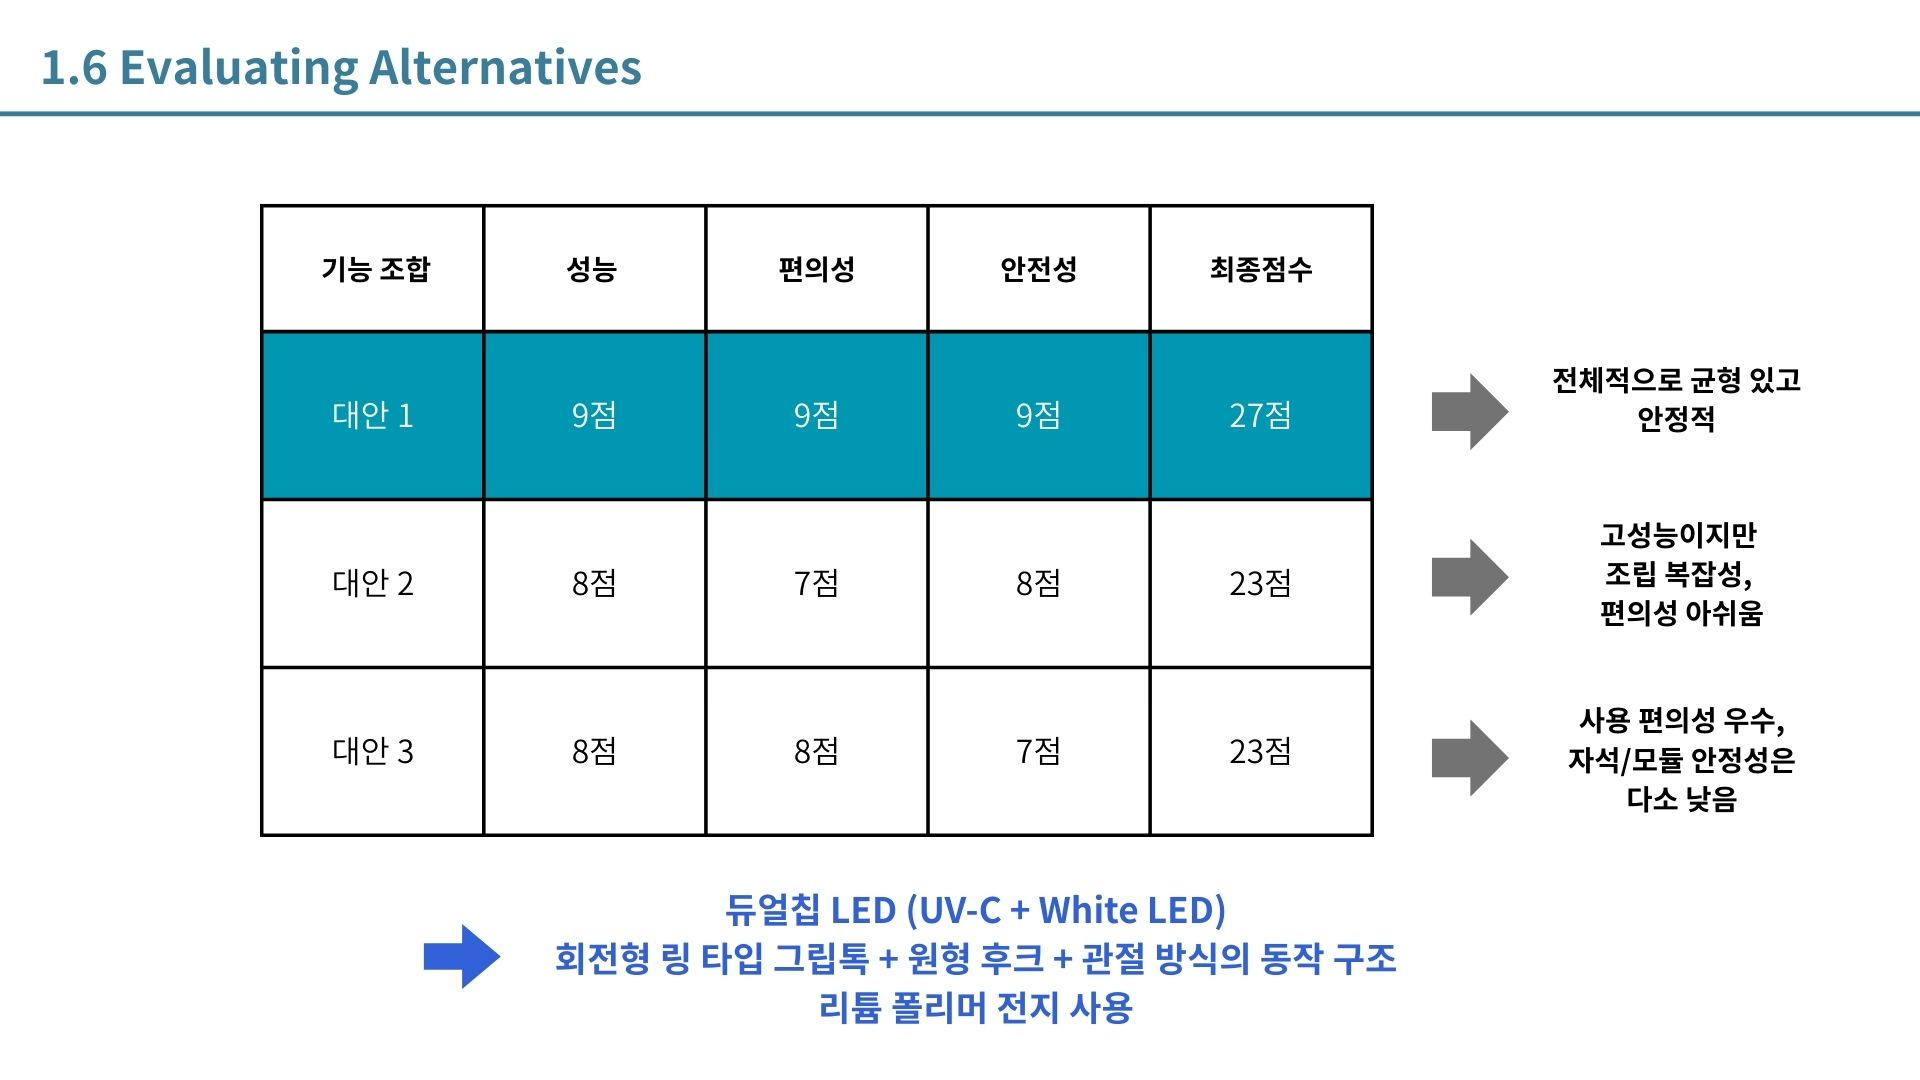 1.6 Evaluating Alternatives
기능 조합 성능 편의성 안전성 최종점수
대안 1 9점 9점 9점 27점
전체적으로 균형 있고
안정적
대안 2 8점 7점 8점 23점
고성능이지만
조립 복잡성,
편의성 아쉬움
대안 3 8점 8점 7점 23점
사용 편의성 우수,
자석/모듈 안정성은
다소 낮음
듀얼칩 LED (UV-C + White LED)
회전형 링 타입 그립톡 + 원형 후크 + 관절 방식의 동작 구조
리튬 폴리머 전지 사용